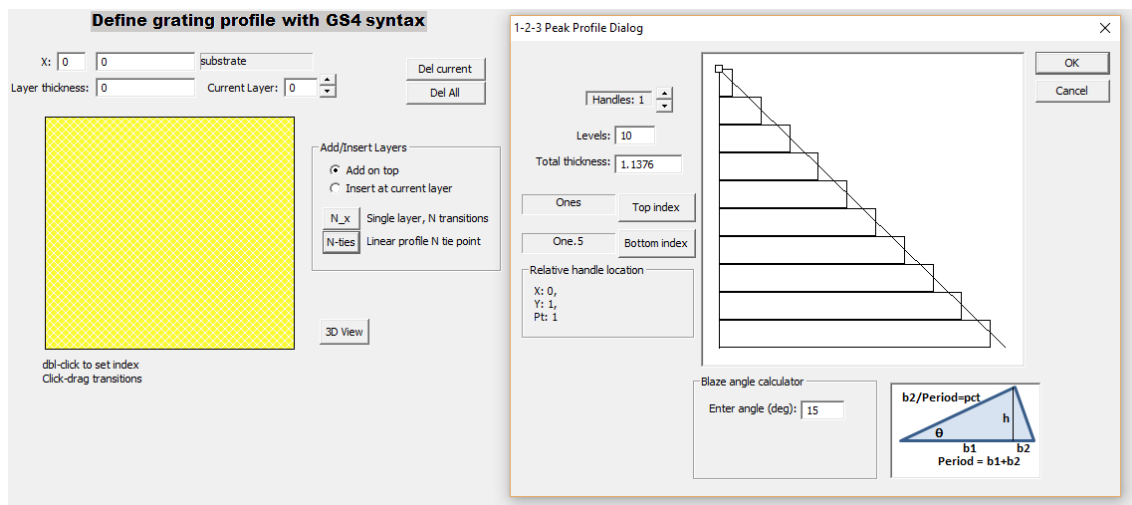 Define grating profile with GS4 syntax
X: 0 0 substrate
Layer thickness: 0 Current Layer: 0
Del current
Del All
Add/Insert Layers
Add on top
Insert at current layer
N_x Single layer, N transitions
N-ties Linear profile N tie point
3D View
dbl-click to set index
Click-drag transitions
1-2-3 Peak Profile Dialog
OK
Cancel
Handles: 1
Levels: 10
Total thickness: 1.1376
Ones Top index
One.5 Bottom index
Relative handle location
X: 0,
Y: 1,
Pt: 1
Blaze angle calculator
Enter angle (deg): 15
b2/Period=pct
h
θ
b1 b2
Period = b1+b2